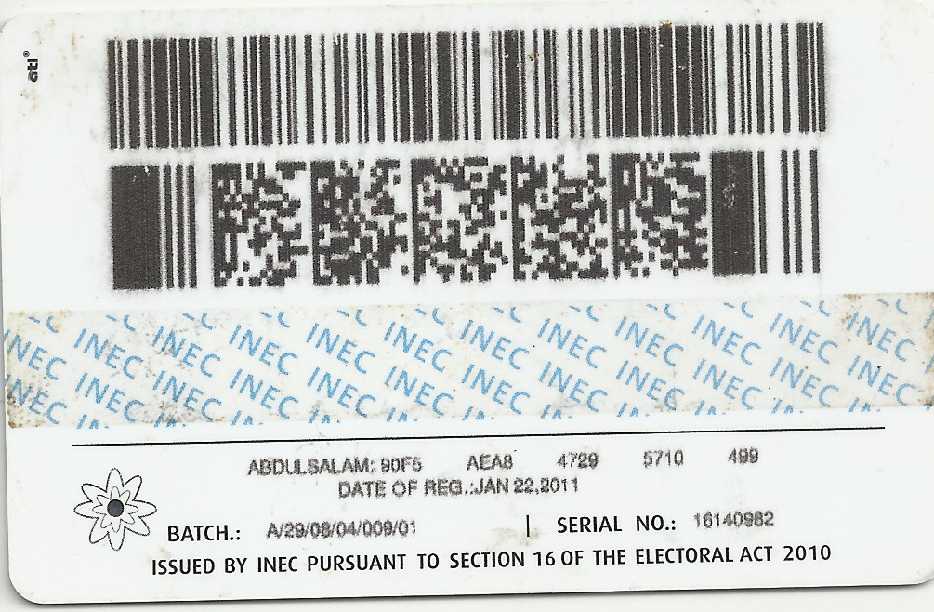 ati®
INEC INEC INEC INEC INEC INEC INEC INEC INEC INEC INEC
INEC INEC INEC INEC INEC INEC INEC INEC INEC INEC INEC
ABDULSALAM: 90F5 AEA8 4729 5710 499
DATE OF REG.:JAN 22,2011
BATCH.: A/29/08/04/009/01 | SERIAL NO.: 16140982
ISSUED BY INEC PURSUANT TO SECTION 16 OF THE ELECTORAL ACT 2010